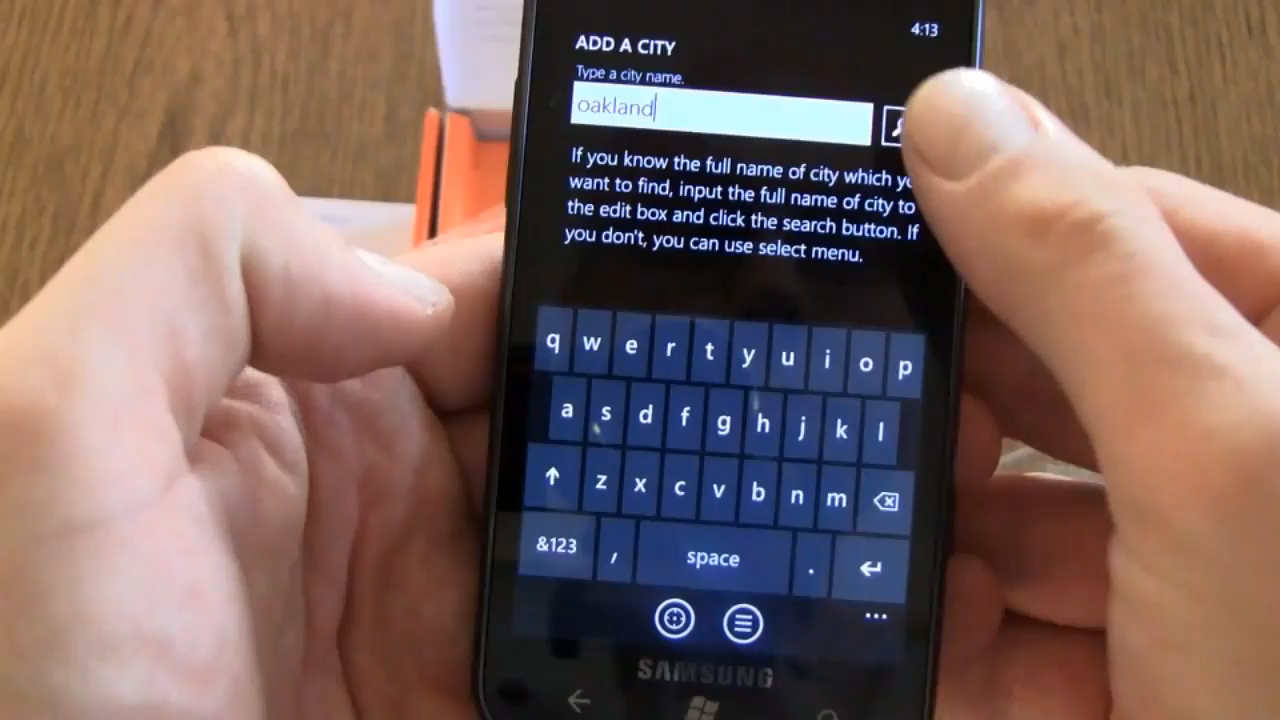 4:13
ADD A CITY
Type a city name.
oakland
If you know the full name of city which
want to find, input the full name of city to
the edit box and click the search button. If
you don't, you can use select menu.
q w e r t y u i o p
a s d f g h j k l
z x c v b n m
&123 , space .
SAMSUNG